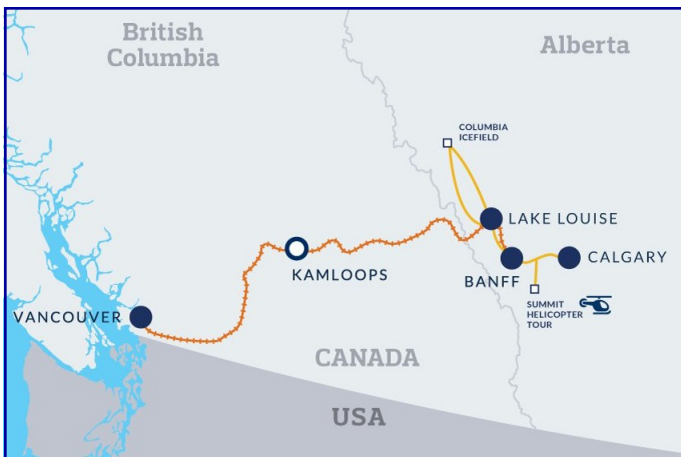 British
Columbia
Alberta
COLUMBIA
ICEFIELD
LAKE LOUISE
KAMLOOPS
BANFF
CALGARY
SUMMIT
HELICOPTER
TOUR
VANCOUVER
CANADA
USA